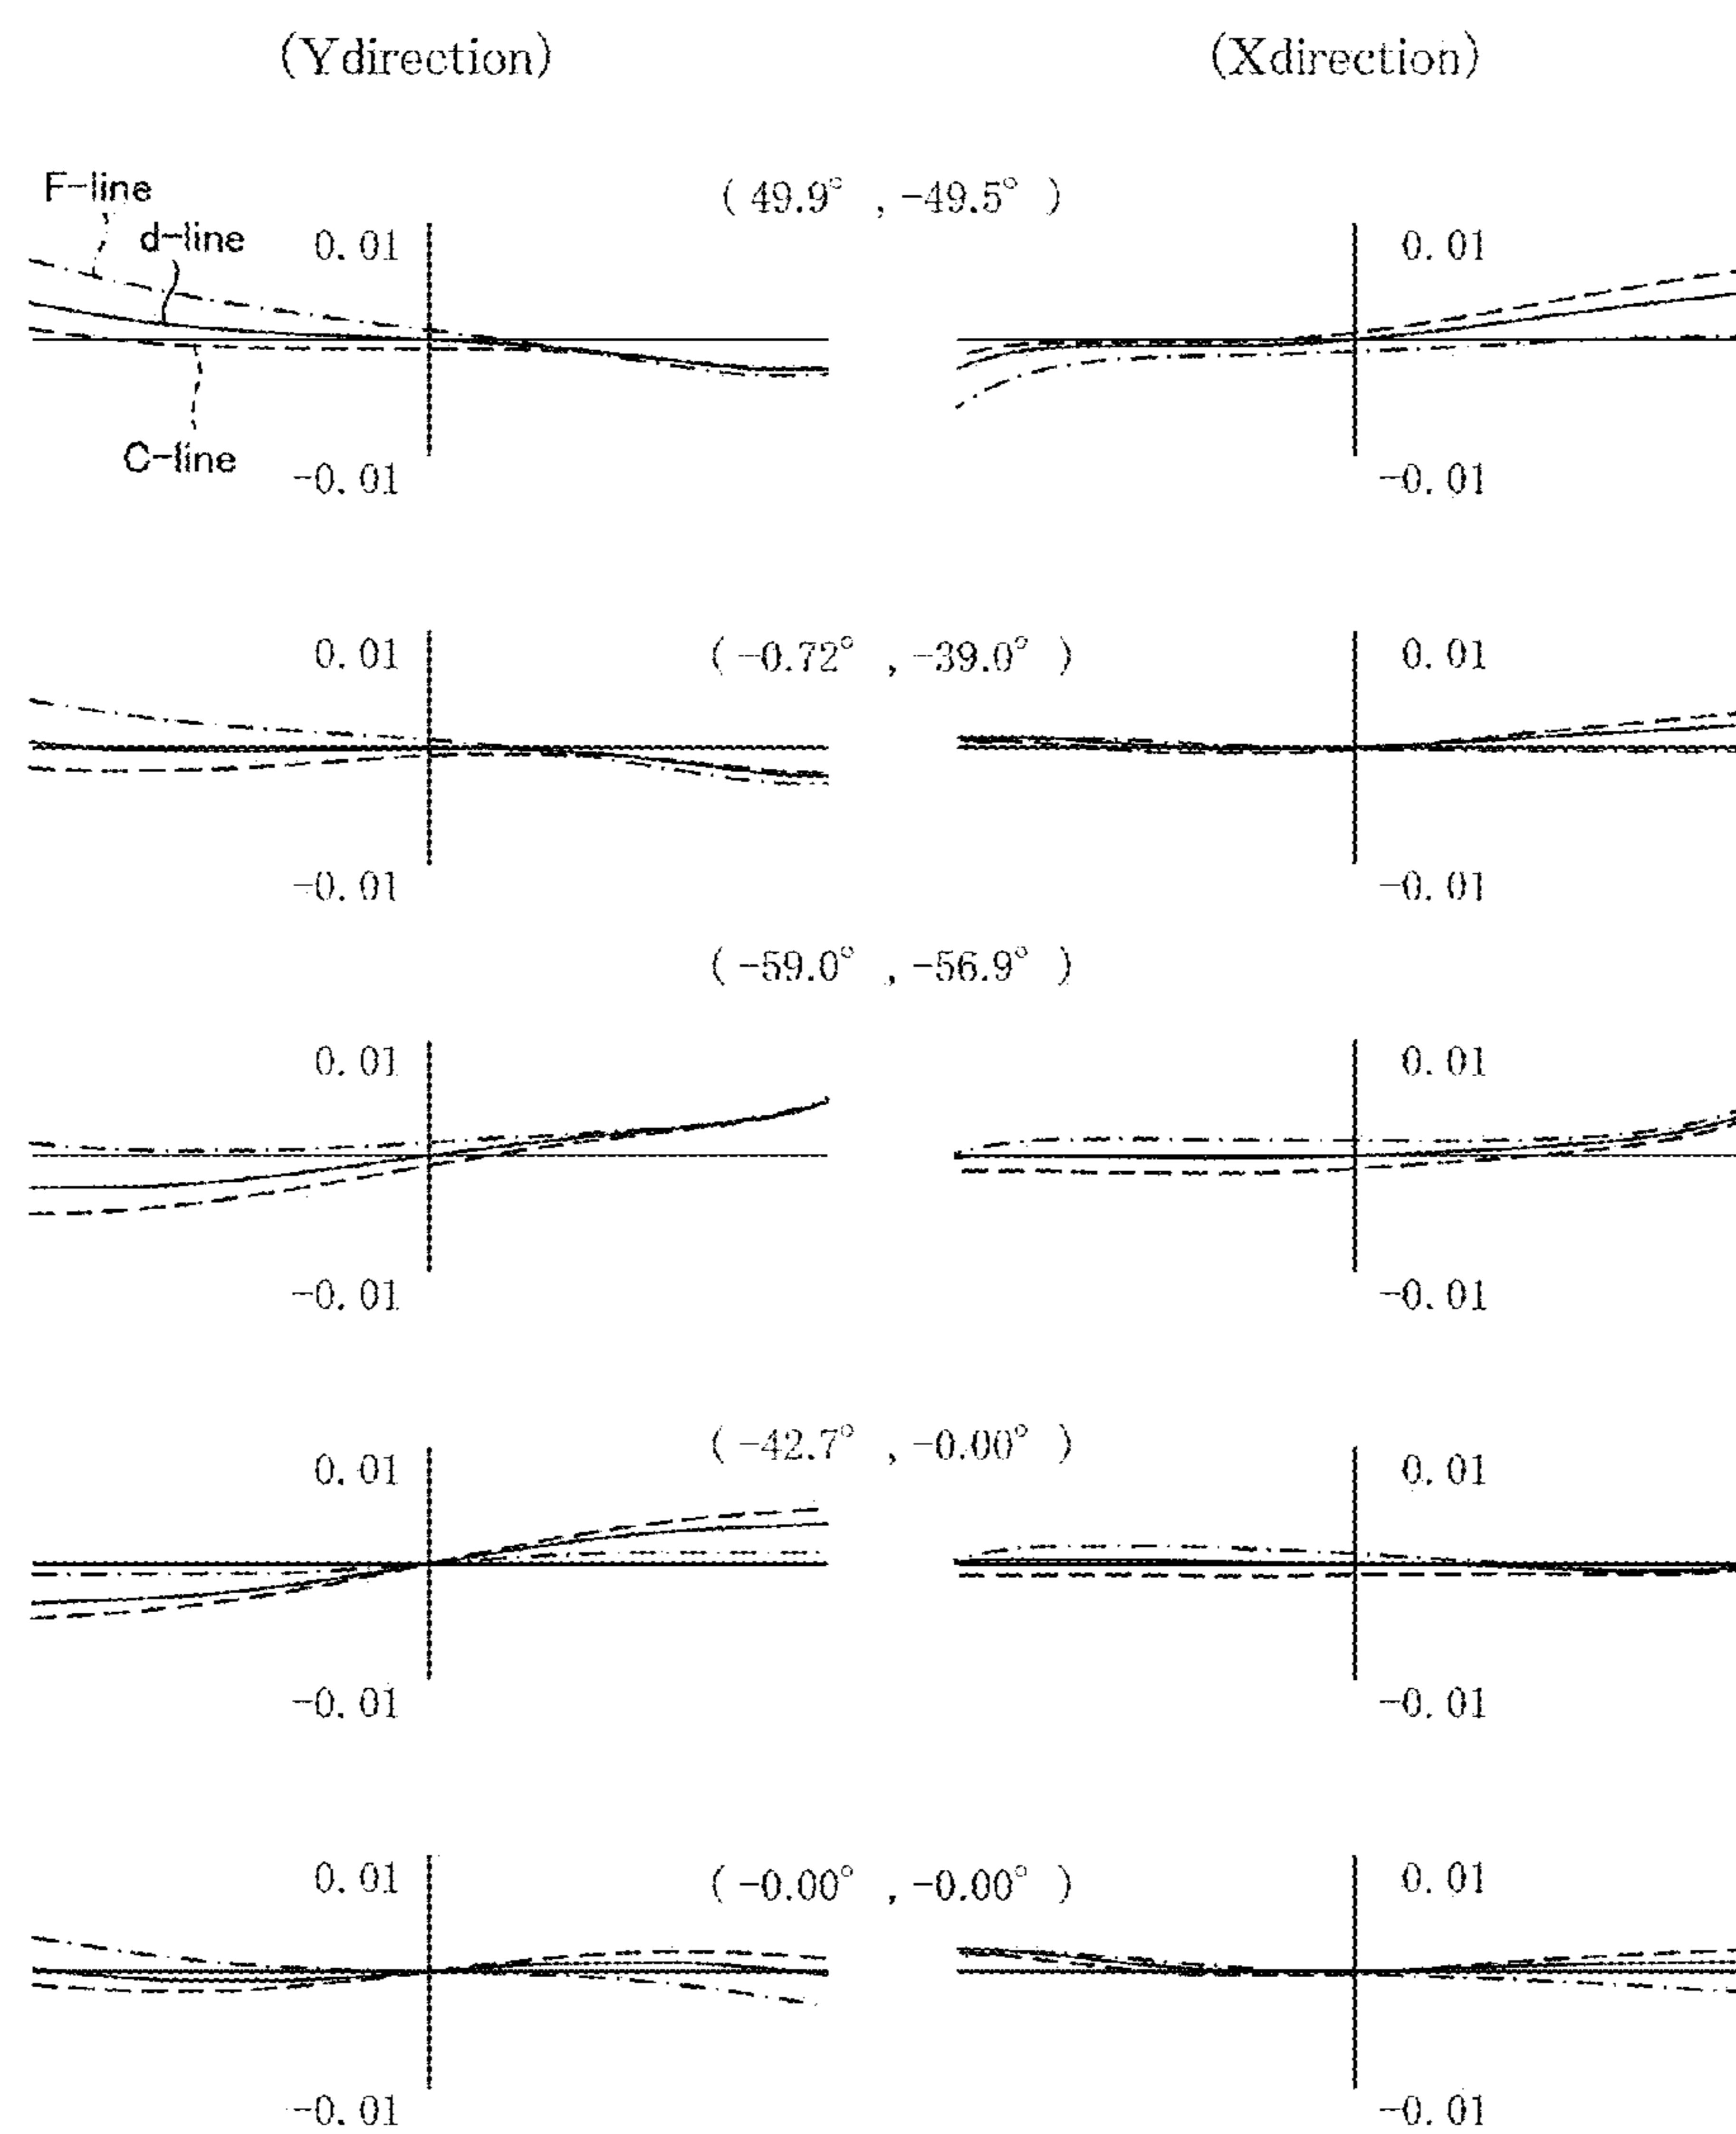 (Ydirection) (Xdirection)
F-line
d-line
C-line
( 49.9° , -49.5° )
0. 01 0. 01
-0. 01 -0. 01
( -0.72° , -39.0° )
0. 01 0. 01
-0. 01 -0. 01
( -59.0° , -56.9° )
0. 01 0. 01
-0. 01 -0. 01
( -42.7° , -0.00° )
0. 01 0. 01
-0. 01 -0. 01
0. 01 ( -0.00° , -0.00° ) 0. 01
-0. 01 -0. 01